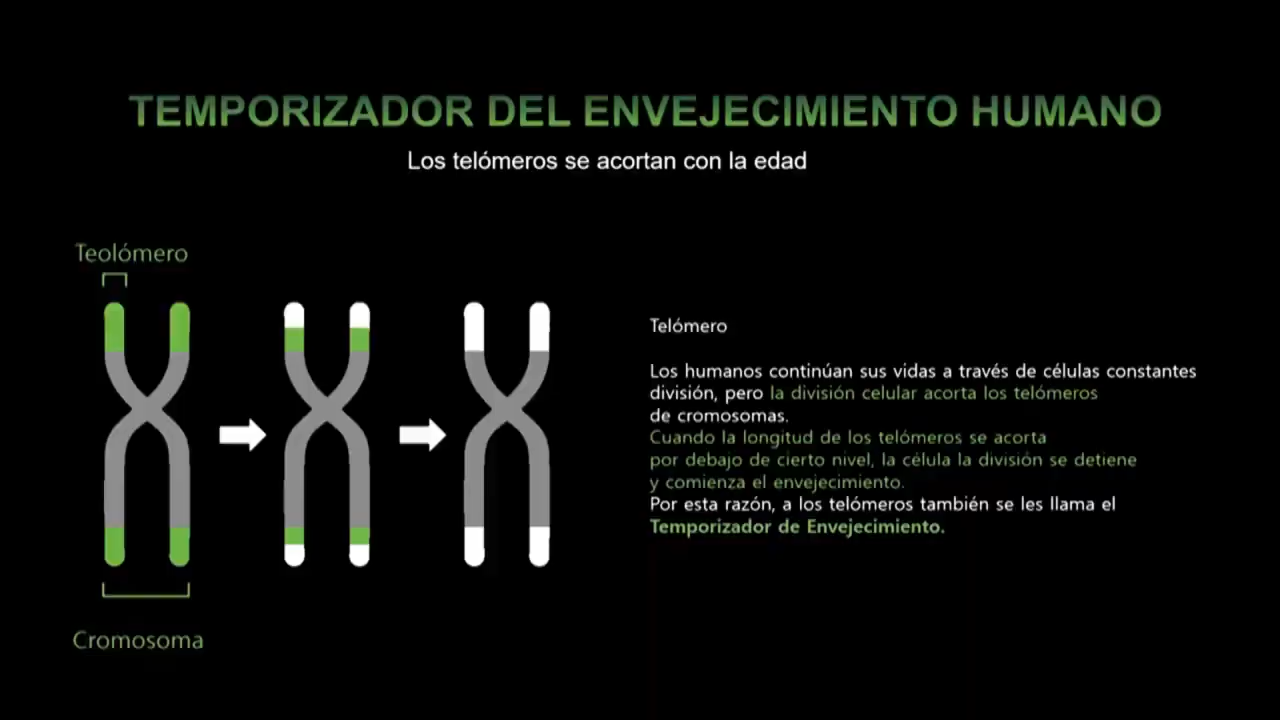 TEMPORIZADOR DEL ENVEJECIMIENTO HUMANO
Los telómeros se acortan con la edad
Teolómero
Cromosoma
Telómero
Los humanos continúan sus vidas a través de células constantes
división, pero la división celular acorta los telómeros
de cromosomas.
Cuando la longitud de los telómeros se acorta
por debajo de cierto nivel, la célula la división se detiene
y comienza el envejecimiento.
Por esta razón, a los telómeros también se les llama el
Temporizador de Envejecimiento.